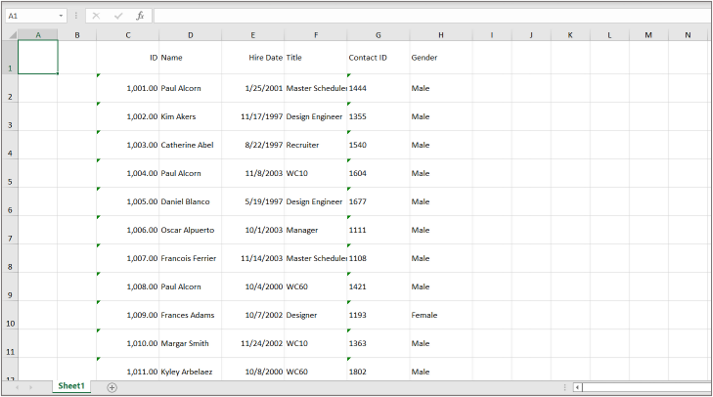 A1 fx
A B C D E F G H I J K L M N
1 ID Name Hire Date Title Contact ID Gender
2 1,001.00 Paul Alcorn 1/25/2001 Master Scheduler 1444 Male
3 1,002.00 Kim Akers 11/17/1997 Design Engineer 1355 Male
4 1,003.00 Catherine Abel 8/22/1997 Recruiter 1540 Male
5 1,004.00 Paul Alcorn 11/8/2003 WC10 1604 Male
6 1,005.00 Daniel Blanco 5/19/1997 Design Engineer 1677 Male
7 1,006.00 Oscar Alpuerto 10/1/2003 Manager 1111 Male
8 1,007.00 Francois Ferrier 11/14/2003 Master Scheduler 1108 Male
9 1,008.00 Paul Alcorn 10/4/2000 WC60 1421 Male
10 1,009.00 Frances Adams 10/7/2002 Designer 1193 Female
11 1,010.00 Margar Smith 11/24/2002 WC10 1363 Male
12 1,011.00 Kyley Arbelaez 10/8/2000 WC60 1802 Male
Sheet1